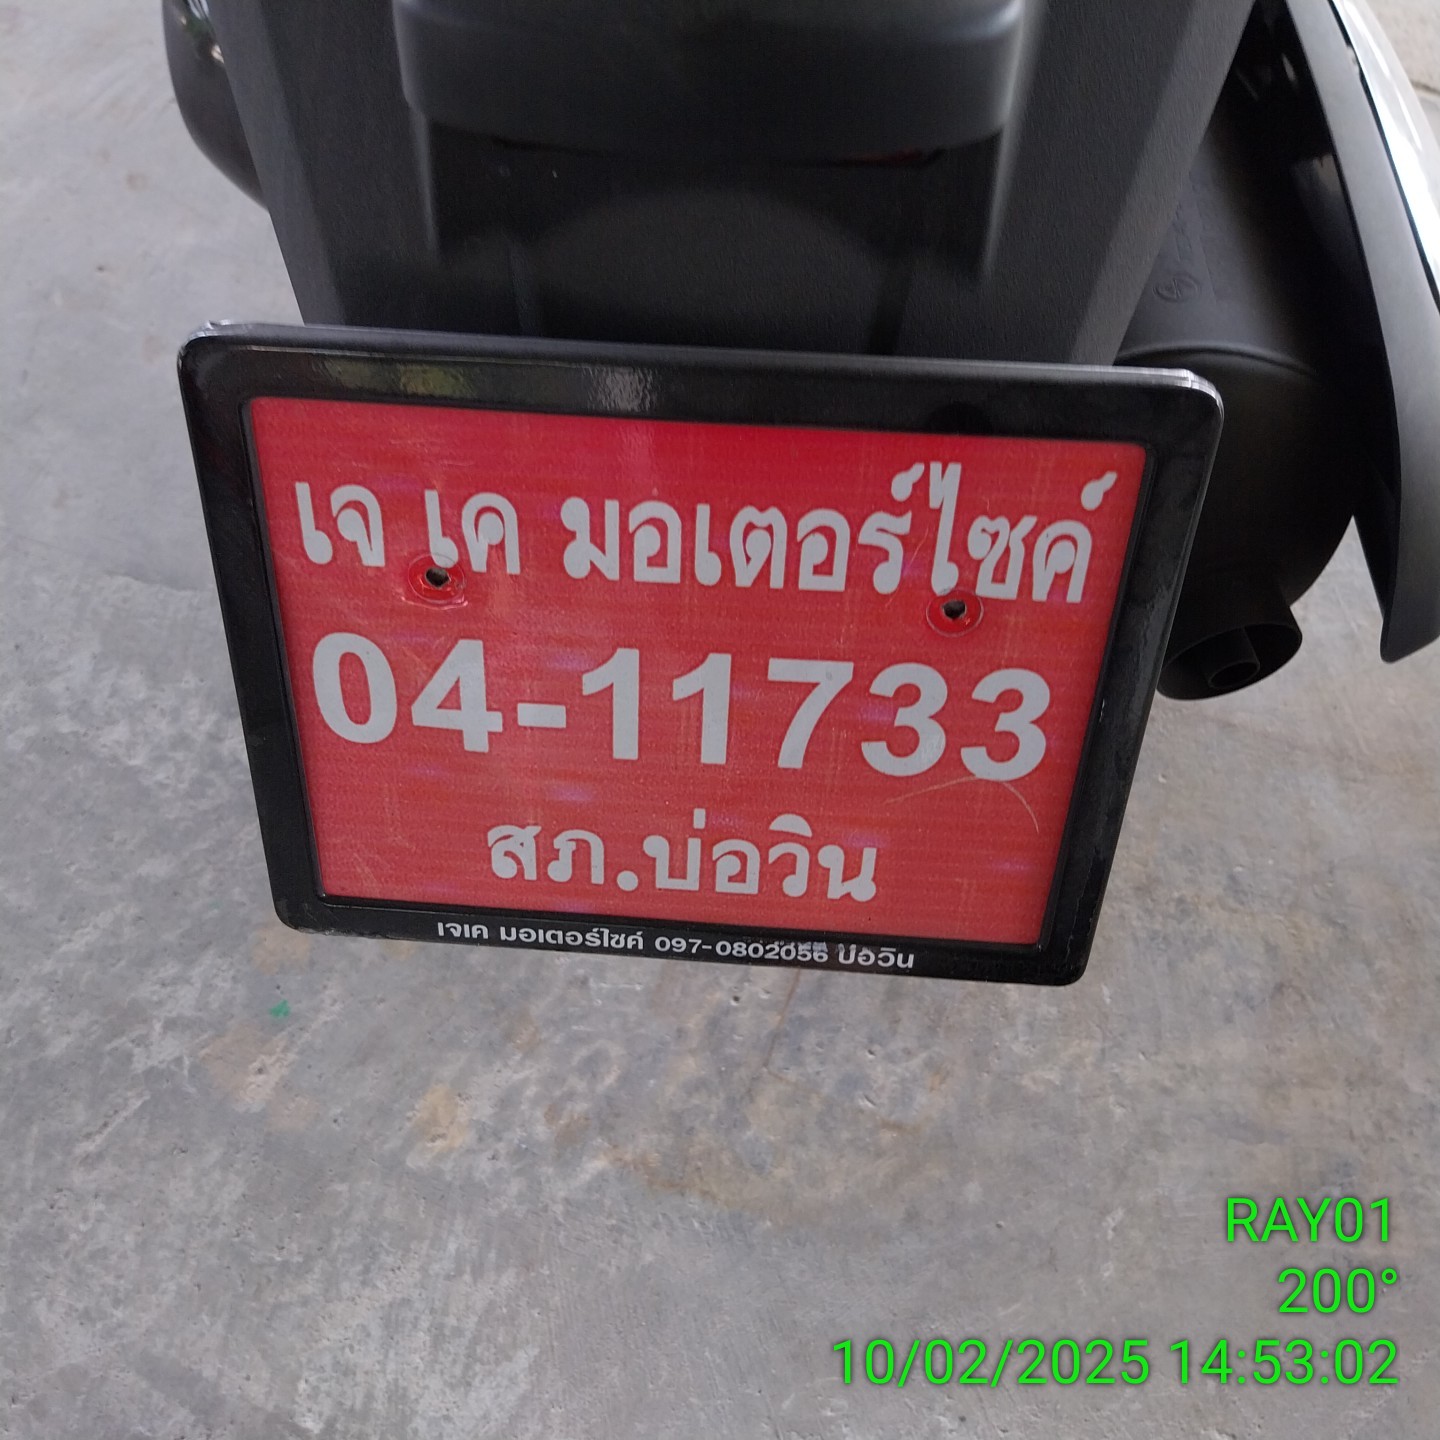 เจ เค มอเตอร์ไซค์
04-11733
สภ.บ่อวิน
เจเค มอเตอร์ไซค์ 097-0802056 บ่อวิน
RAY01
200°
10/02/2025 14:53:02